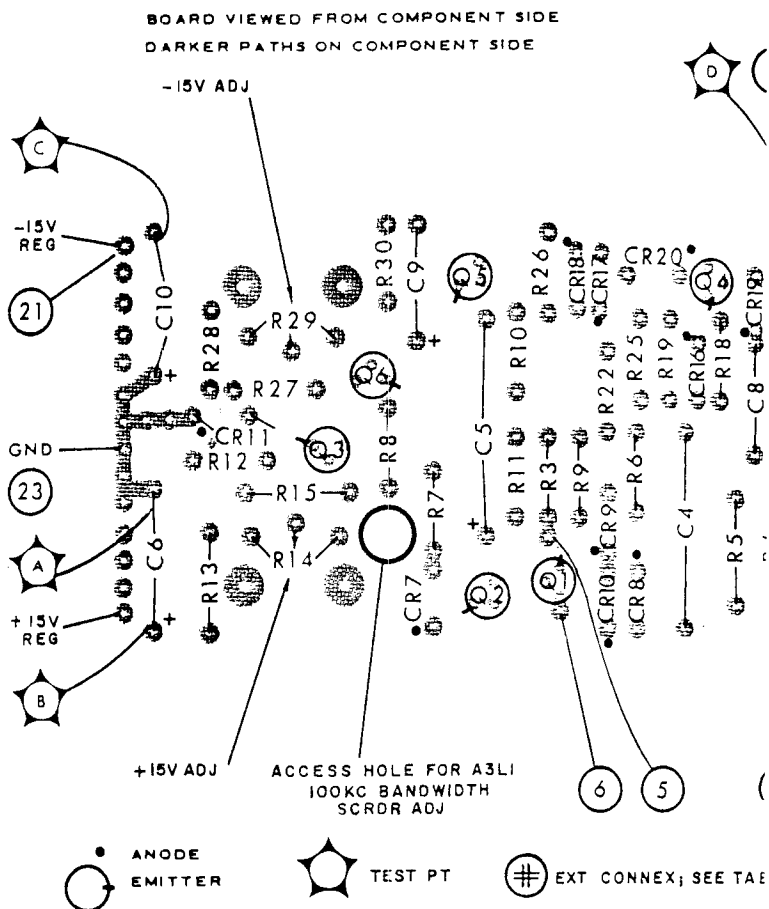 BOARD VIEWED FROM COMPONENT SIDE
DARKER PATHS ON COMPONENT SIDE
-15V ADJ
D
C
-15V
REG
21
C10
+
R28
R29
R27
R30
C9
+
Q5
Q6
R26
CR18
CR17
CR20
Q4
CR19
R10
R25
R19
R18
R22
C8
GND
23
CR11
R12
Q3
R8
C5
+
R11
R3
R9
R6
C4
R15
R7
CR9
R5
A
C6
+
R13
R14
CR7
Q2
Q1
CR10
CR8
+15V
REG
B
+15V ADJ
ACCESS HOLE FOR A3L1
100KC BANDWIDTH
SCRDR ADJ
6
5
ANODE
EMITTER
TEST PT
# EXT CONNEX; SEE TAB